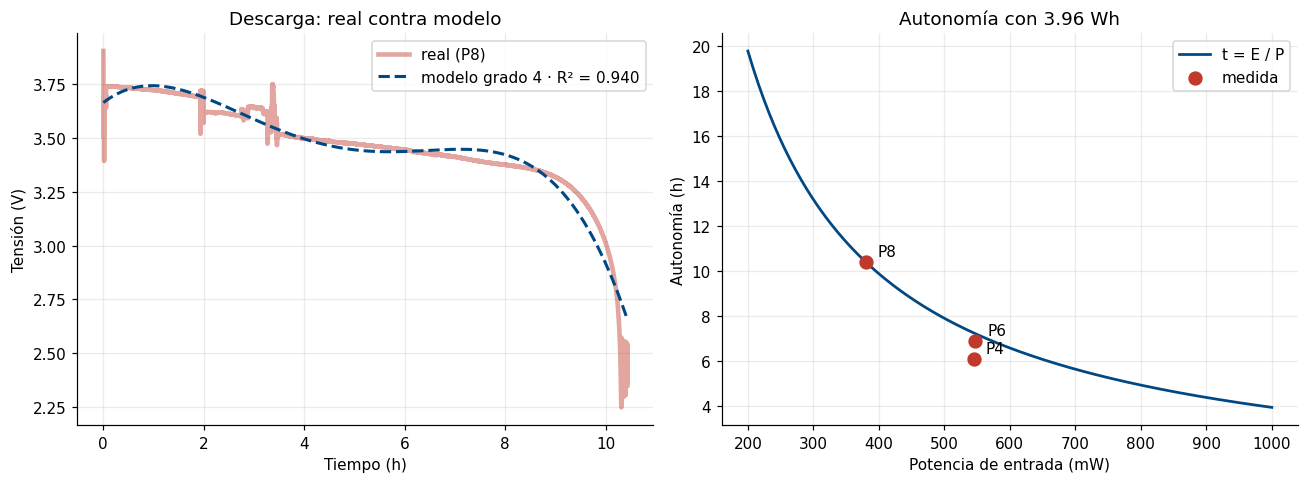 Descarga: real contra modelo
real (P8)
modelo grado 4 · R² = 0.940
Tensión (V)
3.75
3.50
3.25
3.00
2.75
2.50
2.25
0
2
4
6
8
10
Tiempo (h)
Autonomía con 3.96 Wh
t = E / P
medida
Autonomía (h)
20
18
16
14
12
10
8
6
4
P8
P6
P4
200
300
400
500
600
700
800
900
1000
Potencia de entrada (mW)